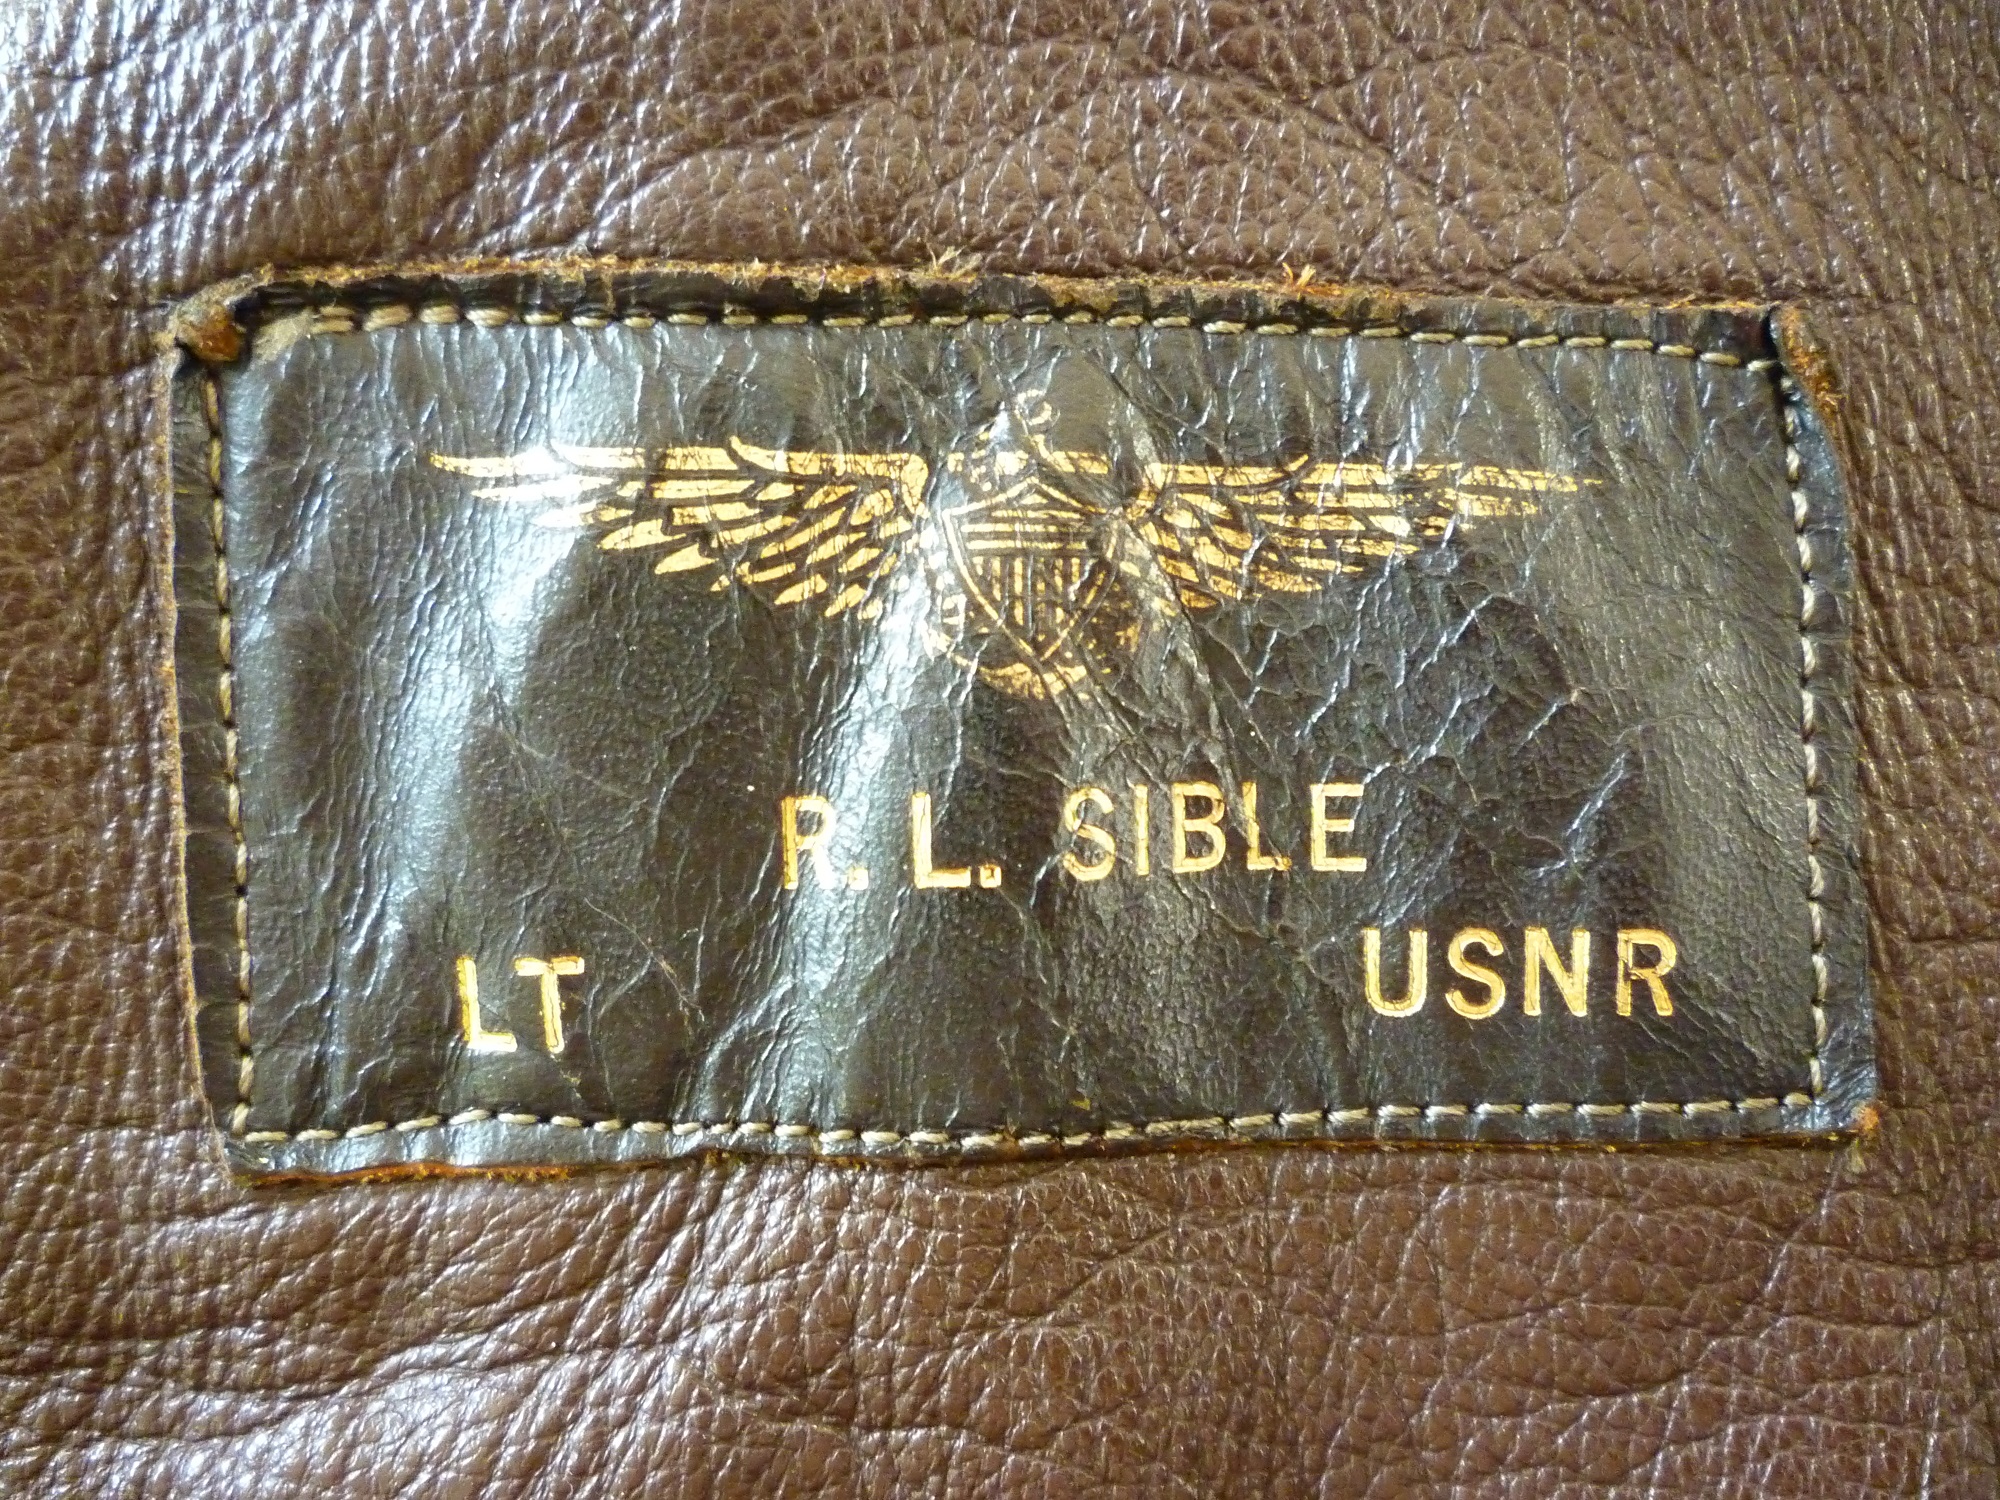 R. L. SIBLE
LT USNR